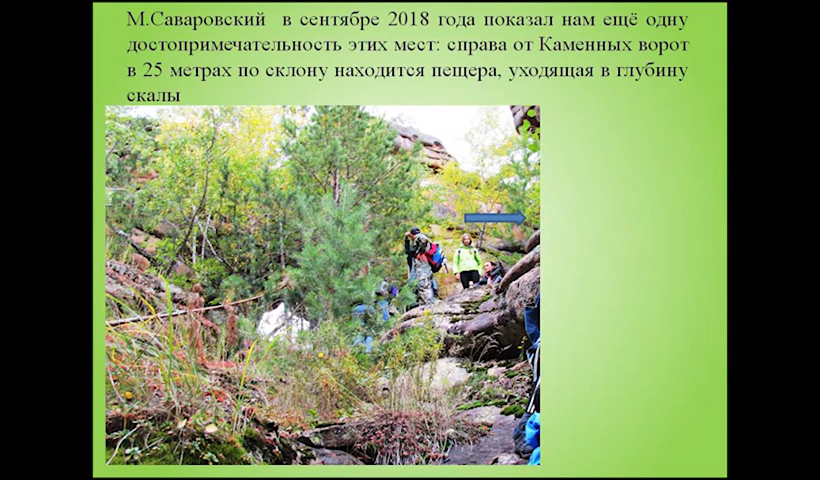 М.Саваровский в сентябре 2018 года показал нам ещё одну
достопримечательность этих мест: справа от Каменных ворот
в 25 метрах по склону находится пещера, уходящая в глубину
скалы